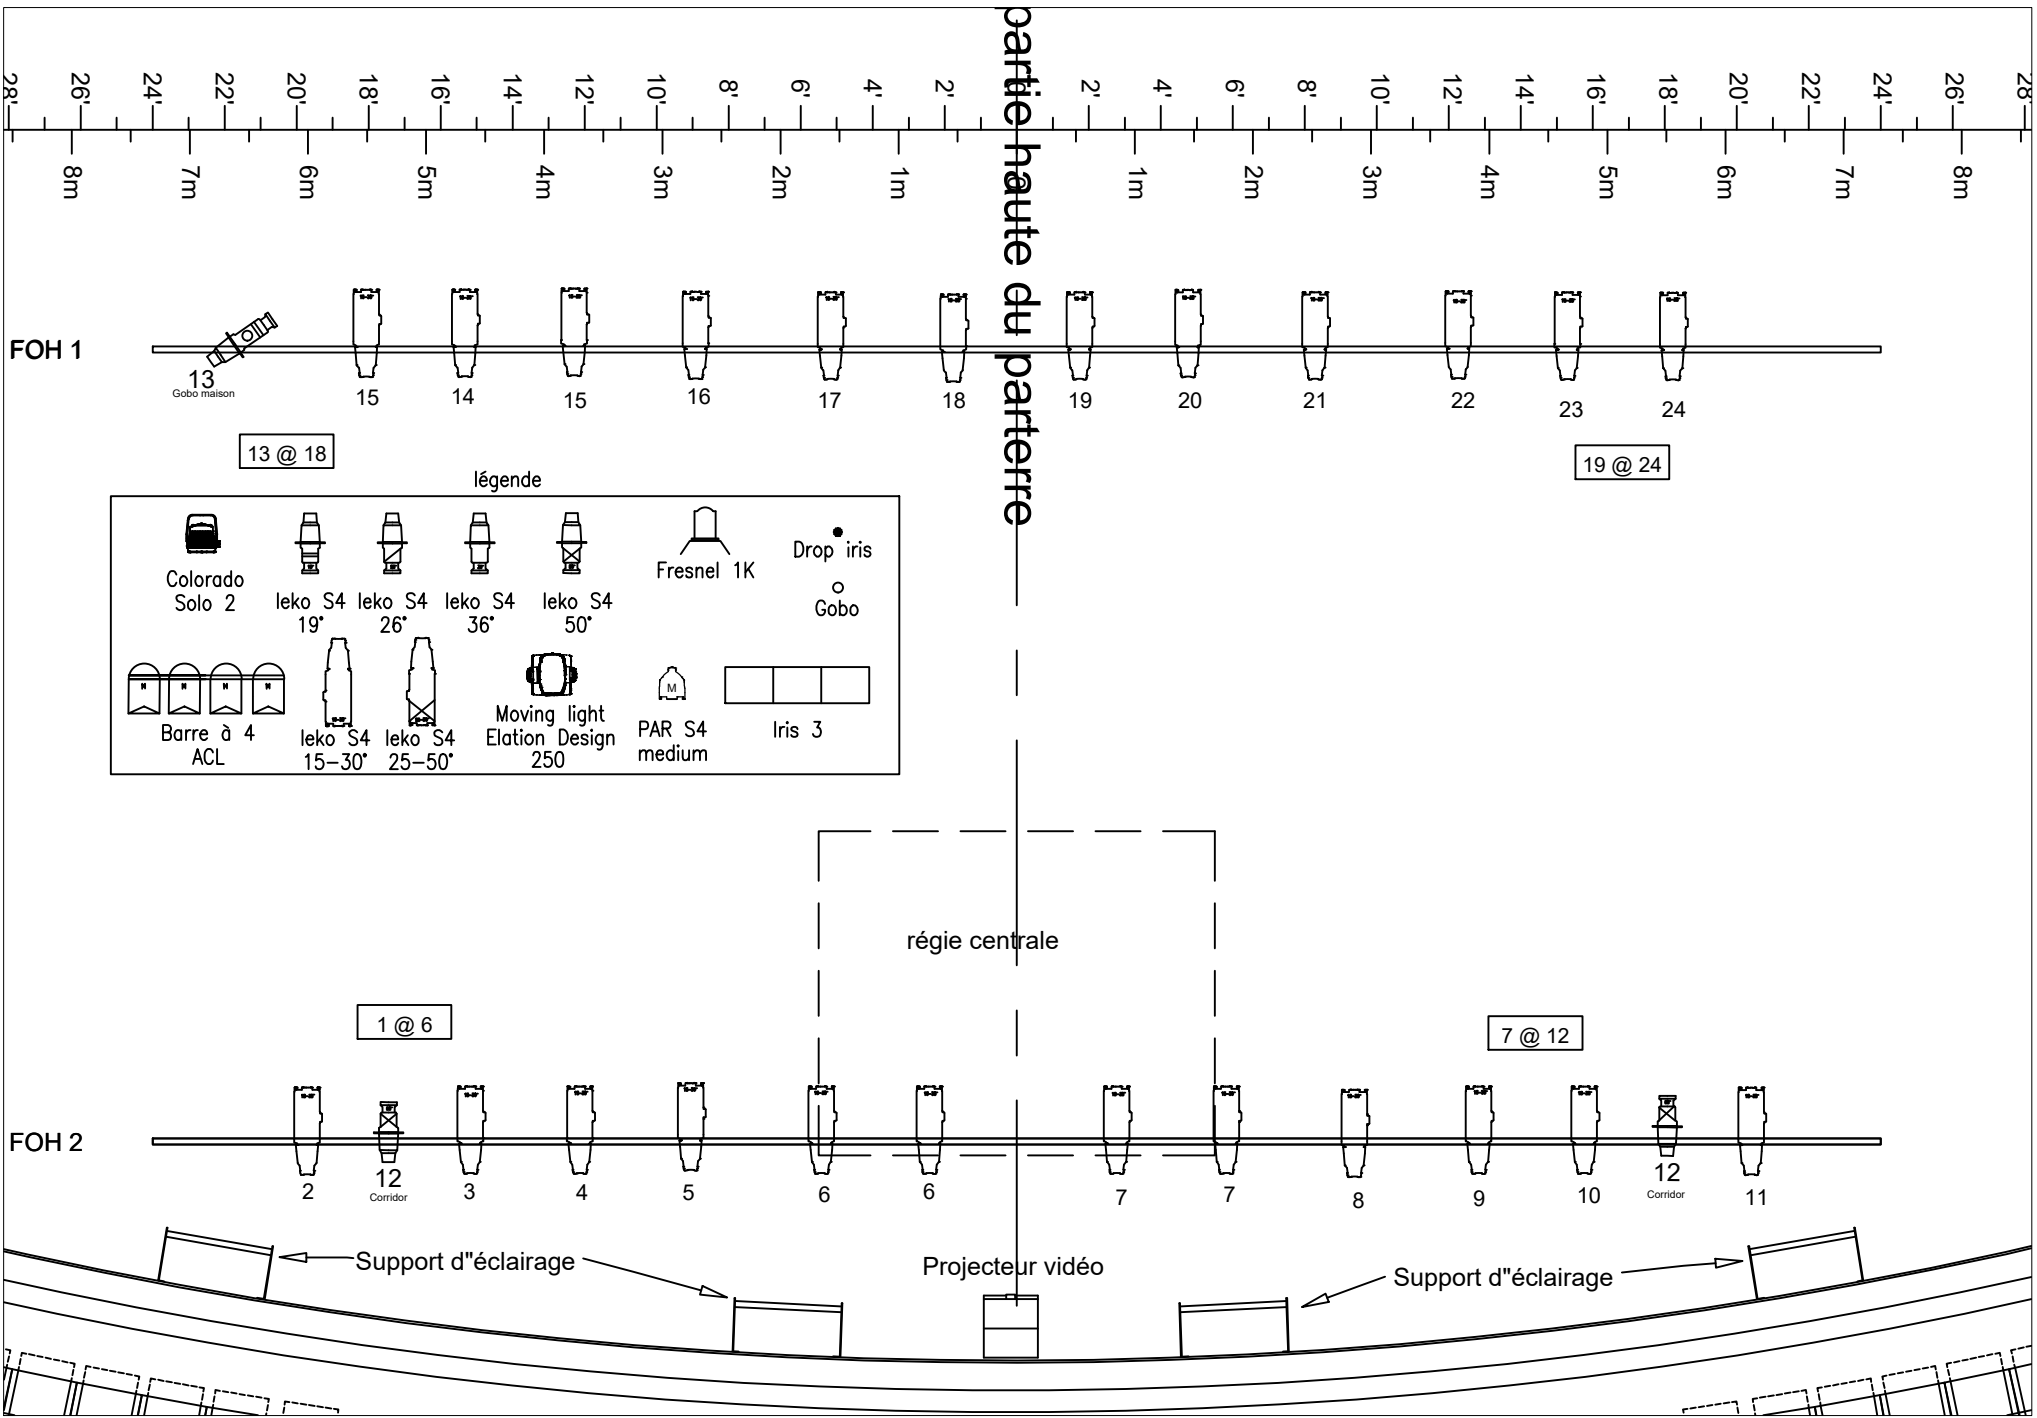 partie haute du parterre
28' 26' 24' 22' 20' 18' 16' 14' 12' 10' 8' 6' 4' 2' 2' 4' 6' 8' 10' 12' 14' 16' 18' 20' 22' 24' 26' 28'
8m 7m 6m 5m 4m 3m 2m 1m 1m 2m 3m 4m 5m 6m 7m 8m
FOH 1
13 15 14 15 16 17 18 19 20 21 22 23 24
Gobo maison
13 @ 18
19 @ 24
légende
Colorado
Solo 2
leko S4
19°
leko S4
26°
leko S4
36°
leko S4
50°
Fresnel 1K
Drop iris
Gobo
N N N N
Barre à 4
ACL
leko S4
15-30°
leko S4
25-50°
Moving light
Elation Design
250
M
PAR S4
medium
Iris 3
régie centrale
1 @ 6
7 @ 12
FOH 2
2 12 3 4 5 6 6 7 7 8 9 10 12 11
Corridor
Corridor
Support d"éclairage
Projecteur vidéo
Support d"éclairage